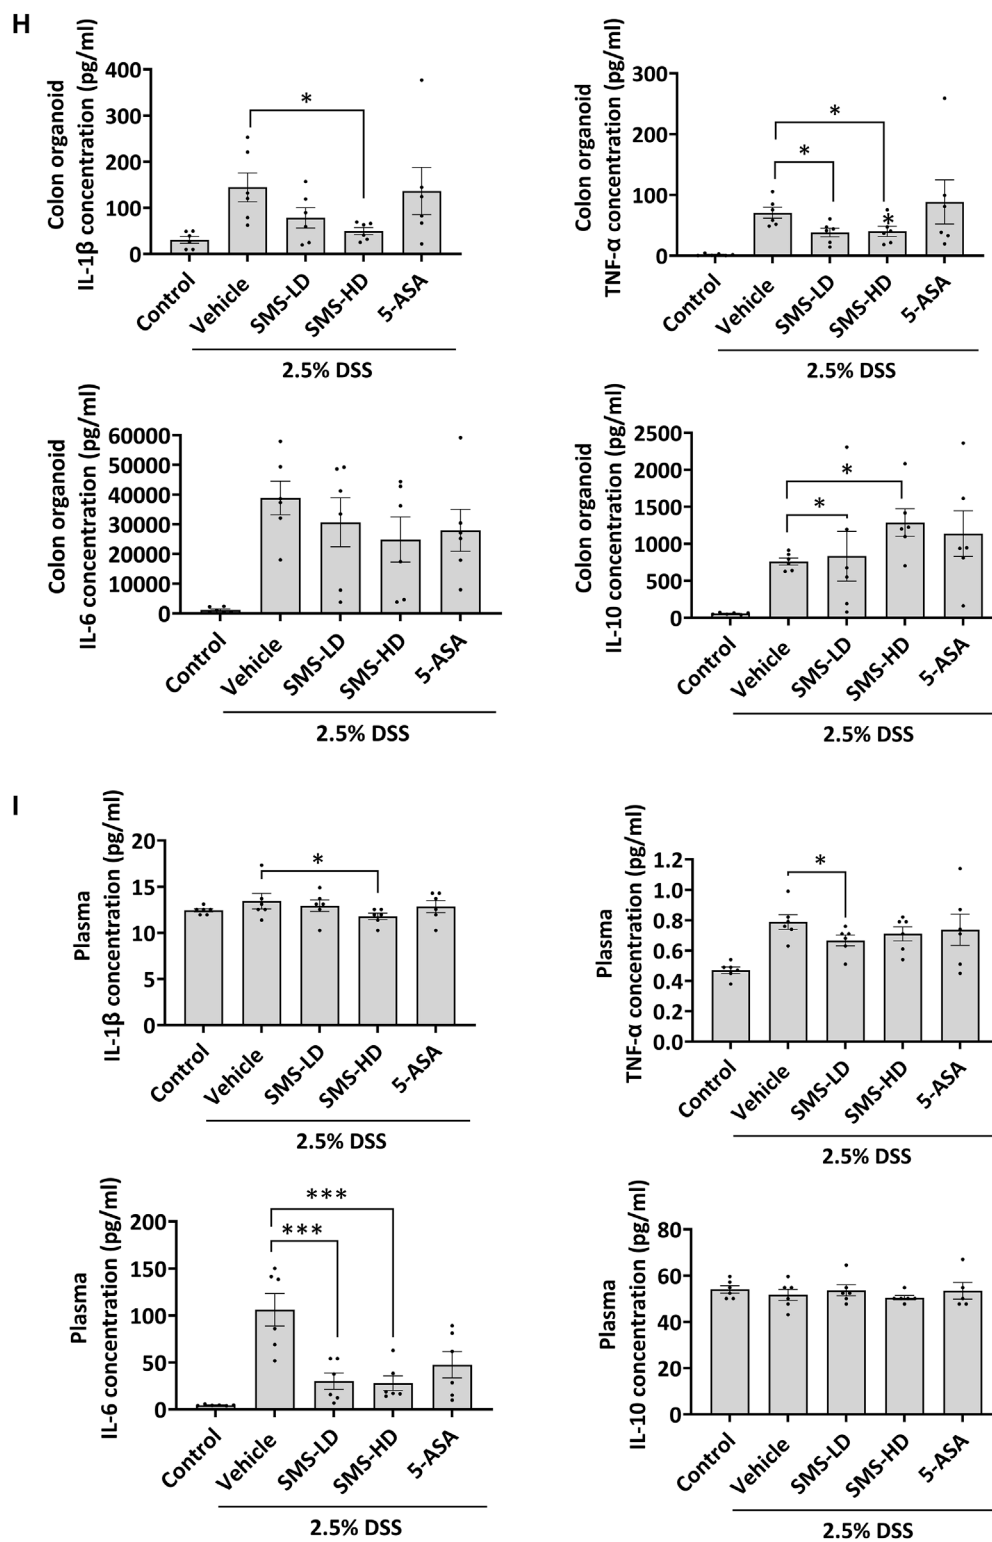 H
Colon organoid
IL-1β concentration (pg/ml)
400
300
200
100
0
*
Control
Vehicle
SMS-LD
SMS-HD
5-ASA
2.5% DSS
Colon organoid
TNF-α concentration (pg/ml)
300
200
100
0
*
*
*
Control
Vehicle
SMS-LD
SMS-HD
5-ASA
2.5% DSS
Colon organoid
IL-6 concentration (pg/ml)
60000
50000
40000
30000
20000
10000
0
Control
Vehicle
SMS-LD
SMS-HD
5-ASA
2.5% DSS
Colon organoid
IL-10 concentration (pg/ml)
2500
2000
1500
1000
500
0
*
*
Control
Vehicle
SMS-LD
SMS-HD
5-ASA
2.5% DSS
I
Plasma
IL-1β concentration (pg/ml)
20
15
10
5
0
*
Control
Vehicle
SMS-LD
SMS-HD
5-ASA
2.5% DSS
Plasma
TNF-α concentration (pg/ml)
1.2
1.0
0.8
0.6
0.4
0.2
0.0
*
Control
Vehicle
SMS-LD
SMS-HD
5-ASA
2.5% DSS
Plasma
IL-6 concentration (pg/ml)
200
150
100
50
0
***
***
Control
Vehicle
SMS-LD
SMS-HD
5-ASA
2.5% DSS
Plasma
IL-10 concentration (pg/ml)
80
60
40
20
0
Control
Vehicle
SMS-LD
SMS-HD
5-ASA
2.5% DSS